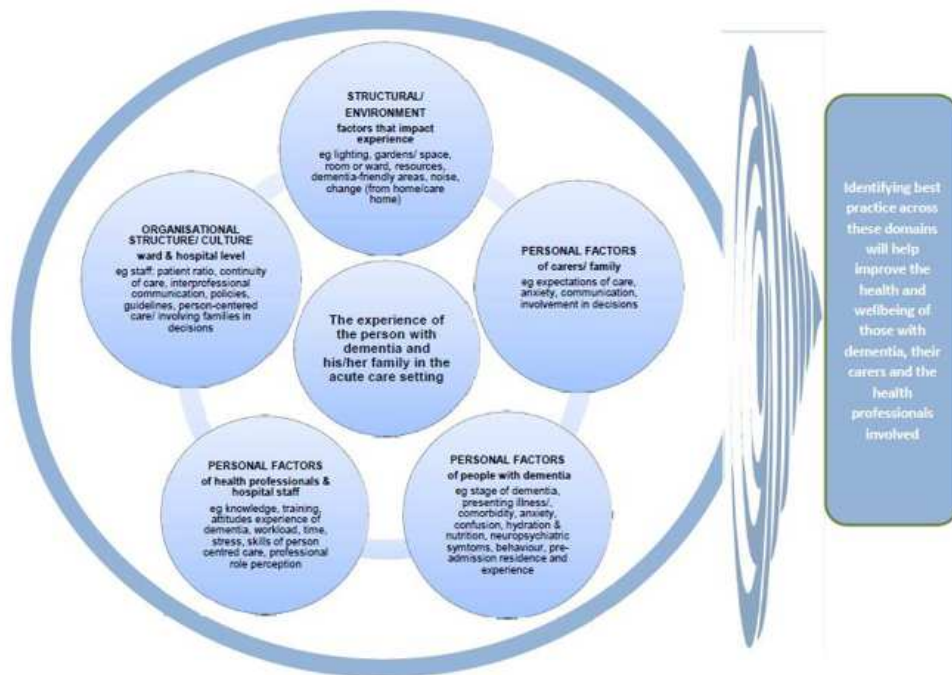 STRUCTURAL/
ENVIRONMENT
factors that impact
experience
eg lighting, gardens/ space,
room or ward, resources,
dementia-friendly areas, noise,
change (from home/care
home)
ORGANISATIONAL
STRUCTURE/ CULTURE
ward & hospital level
eg staff: patient ratio, continuity
of care, interprofessional
communication, policies,
guidelines, person-centered
care/ involving families in
decisions
PERSONAL FACTORS
of carers/ family
eg expectations of care,
anxiety, communication,
involvement in decisions
The experience of
the person with
dementia and
his/her family in the
acute care setting
PERSONAL FACTORS
of health professionals &
hospital staff
eg knowledge, training,
attitudes experience of
dementia, workload, time,
stress, skills of person
centred care, professional
role perception
PERSONAL FACTORS
of people with dementia
eg stage of dementia,
presenting illness/,
comorbidity, anxiety,
confusion, hydration &
nutrition, neuropsychiatric
symtoms, behaviour, pre-
admission residence and
experience
Identifying best
practice across
these domains
will help
improve the
health and
wellbeing of
those with
dementia, their
carers and the
health
professionals
involved